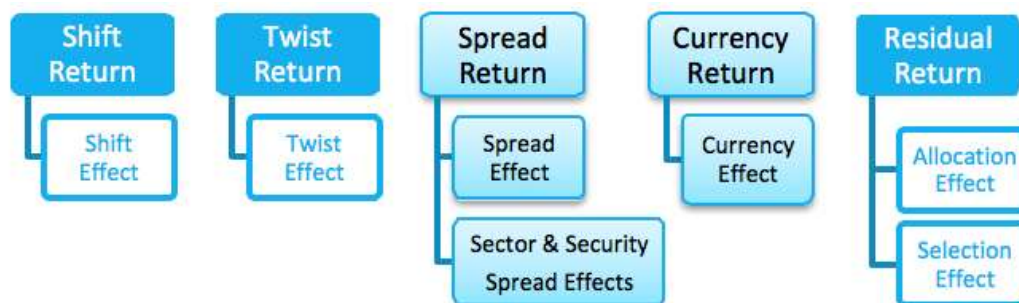 Shift
Return
Shift
Effect
Twist
Return
Twist
Effect
Spread
Return
Spread
Effect
Sector & Security
Spread Effects
Currency
Return
Currency
Effect
Residual
Return
Allocation
Effect
Selection
Effect